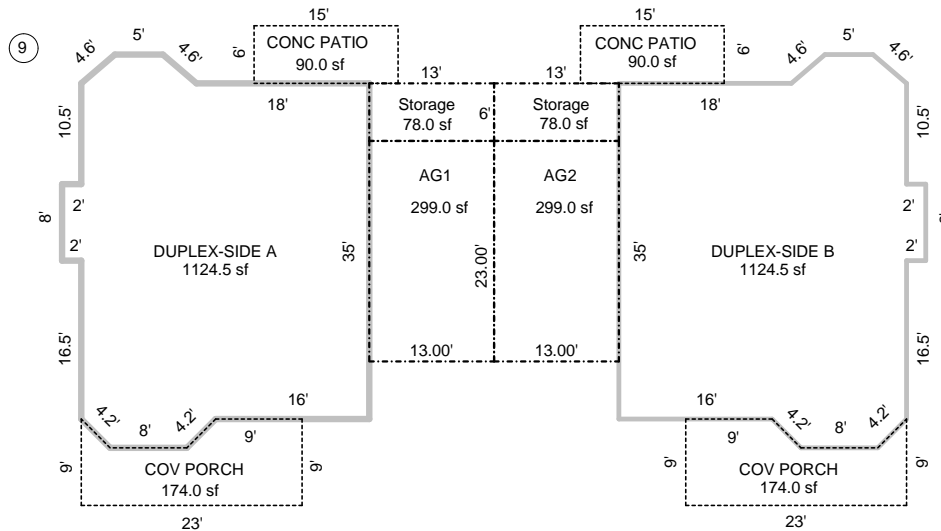 9
15'
15'
5'
5'
4.6'
4.6'
6'
CONC PATIO
90.0 sf
CONC PATIO
90.0 sf
6'
4.6'
4.6'
13'
13'
18'
18'
10.5'
Storage
78.0 sf
6'
Storage
78.0 sf
10.5'
AG1
299.0 sf
AG2
299.0 sf
8'
2'
2'
2'
2'
DUPLEX-SIDE A
1124.5 sf
35'
23.00'
35'
DUPLEX-SIDE B
1124.5 sf
16.5'
13.00'
13.00'
16.5'
16'
16'
4.2'
8'
4.2'
9'
9'
4.2'
8'
4.2'
9'
COV PORCH
174.0 sf
9'
9'
COV PORCH
174.0 sf
9'
23'
23'